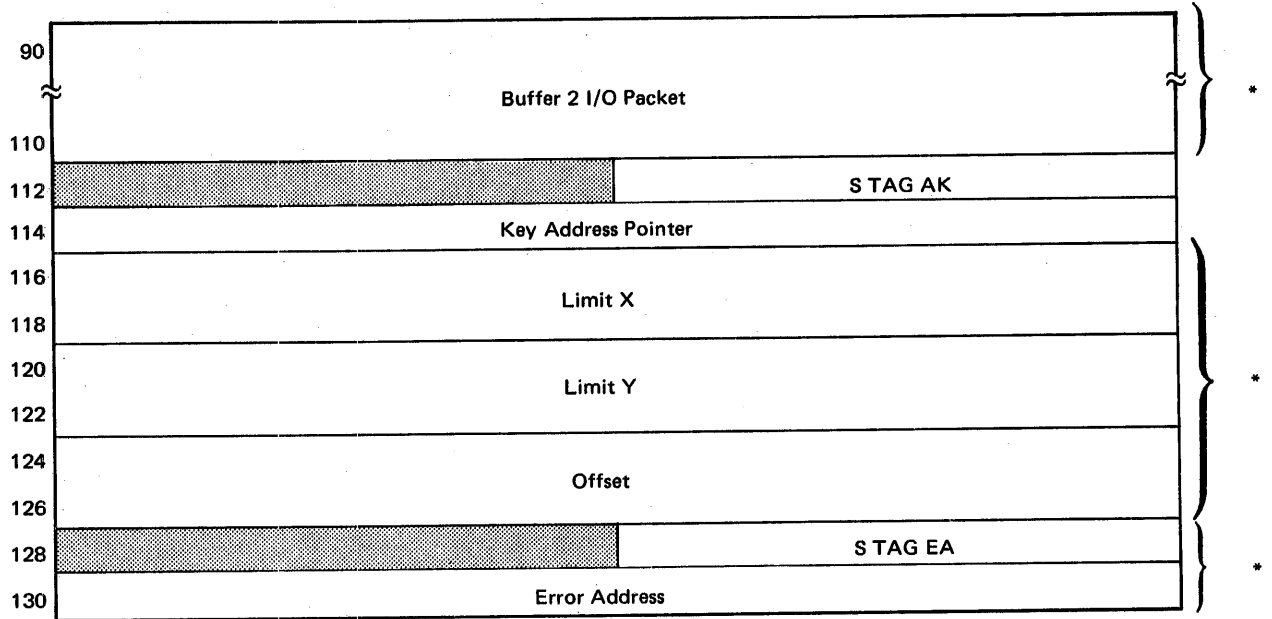 90
*
Buffer 2 I/O Packet
110
112 S TAG AK
114 Key Address Pointer
116
Limit X
118
120
Limit Y
*
122
124
Offset
126
128 S TAG EA
*
130 Error Address